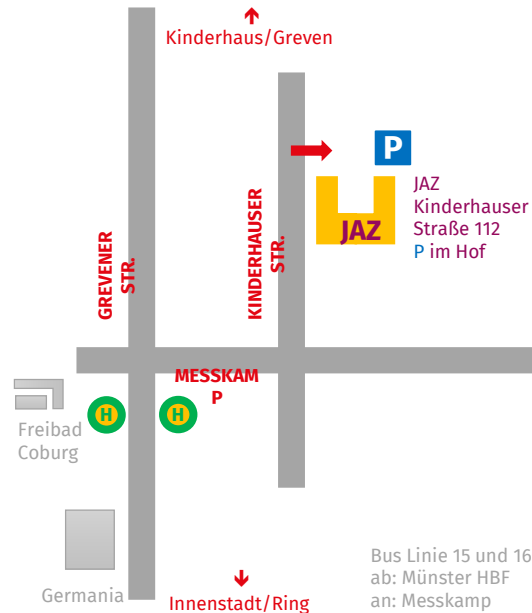 Kinderhaus/Greven
P
JAZ
Kinderhauser
Straße 112
P im Hof
JAZ
GREVENER
STR.
KINDERHAUSER
STR.
MESSKAM
P
H
H
Freibad
Coburg
Germania
Innenstadt/Ring
Bus Linie 15 und 16
ab: Münster HBF
an: Messkamp